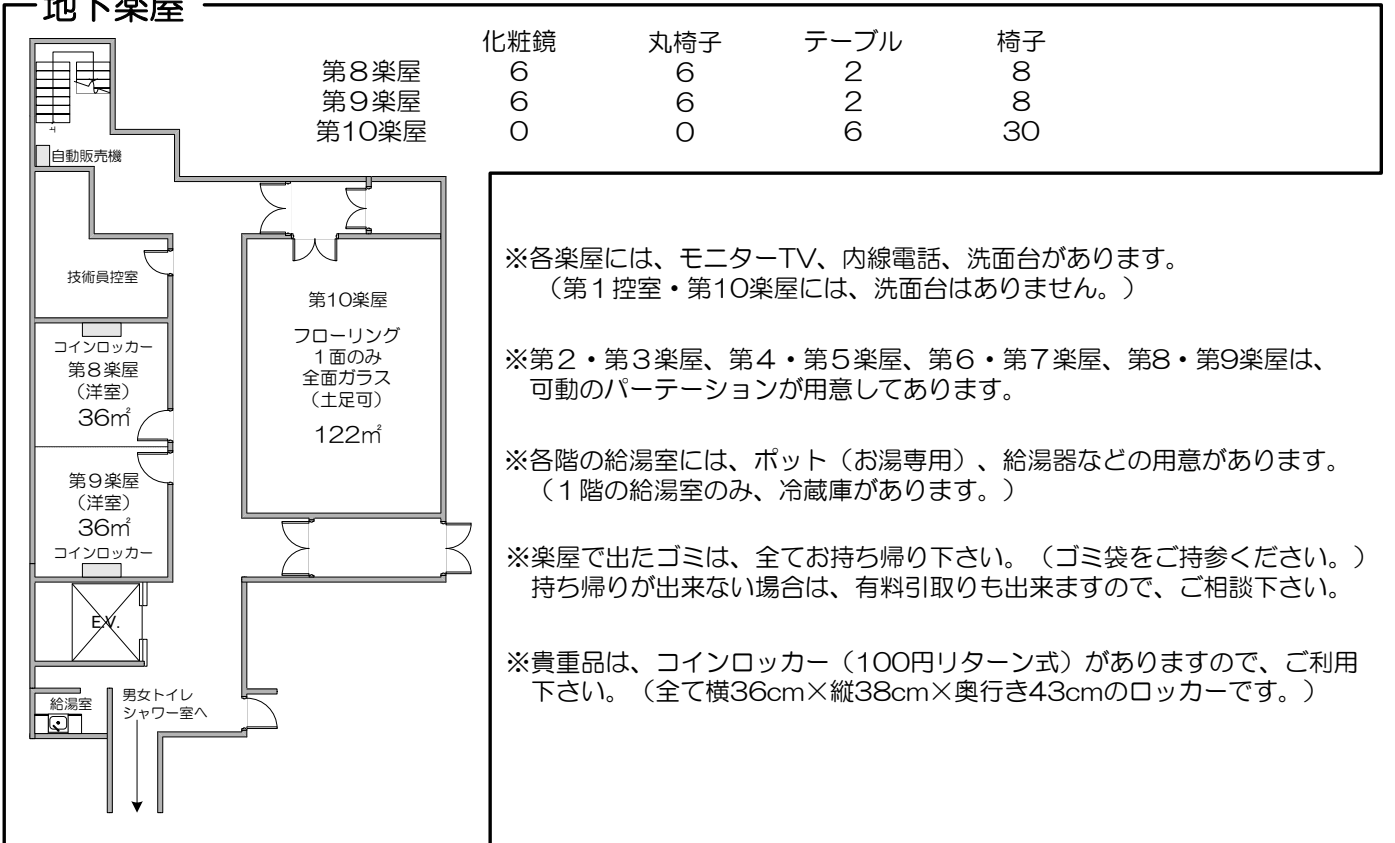 地下楽屋
化粧鏡 丸椅子 テーブル 椅子
第8楽屋 6 6 2 8
第9楽屋 6 6 2 8
第10楽屋 0 0 6 30
自動販売機
技術員控室
コインロッカー
第8楽屋
（洋室）
36㎡
第9楽屋
（洋室）
36㎡
コインロッカー
第10楽屋
フローリング
1面のみ
全面ガラス
（土足可）
122㎡
E.V.
給湯室
男女トイレ
シャワー室へ
※各楽屋には、モニターTV、内線電話、洗面台があります。
（第1控室・第10楽屋には、洗面台はありません。）
※第2・第3楽屋、第4・第5楽屋、第6・第7楽屋、第8・第9楽屋は、
可動のパーテーションが用意してあります。
※各階の給湯室には、ポット（お湯専用）、給湯器などの用意があります。
（1階の給湯室のみ、冷蔵庫があります。）
※楽屋で出たゴミは、全てお持ち帰り下さい。（ゴミ袋をご持参ください。）
持ち帰りが出来ない場合は、有料引取りも出来ますので、ご相談下さい。
※貴重品は、コインロッカー（100円リターン式）がありますので、ご利用
下さい。（全て横36cm×縦38cm×奥行き43cmのロッカーです。）